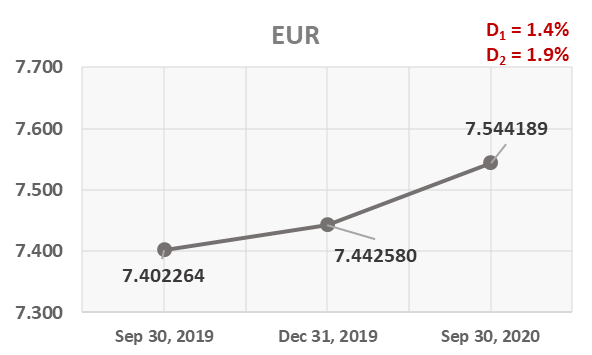 EUR
D₁ = 1.4%
D₂ = 1.9%
7.700
7.600
7.500
7.400
7.300
7.544189
7.442580
7.402264
Sep 30, 2019
Dec 31, 2019
Sep 30, 2020